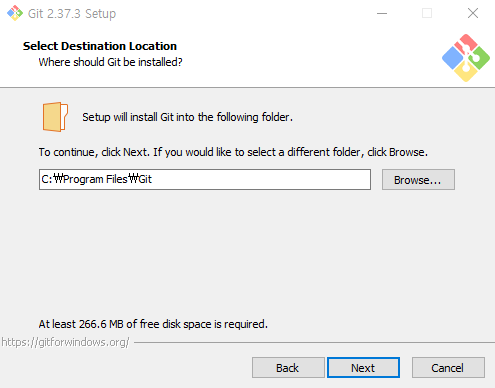 Git 2.37.3 Setup
Select Destination Location
Where should Git be installed?
Setup will install Git into the following folder.
To continue, click Next. If you would like to select a different folder, click Browse.
C:₩Program Files₩Git
Browse...
At least 266.6 MB of free disk space is required.
https://gitforwindows.org/
Back
Next
Cancel